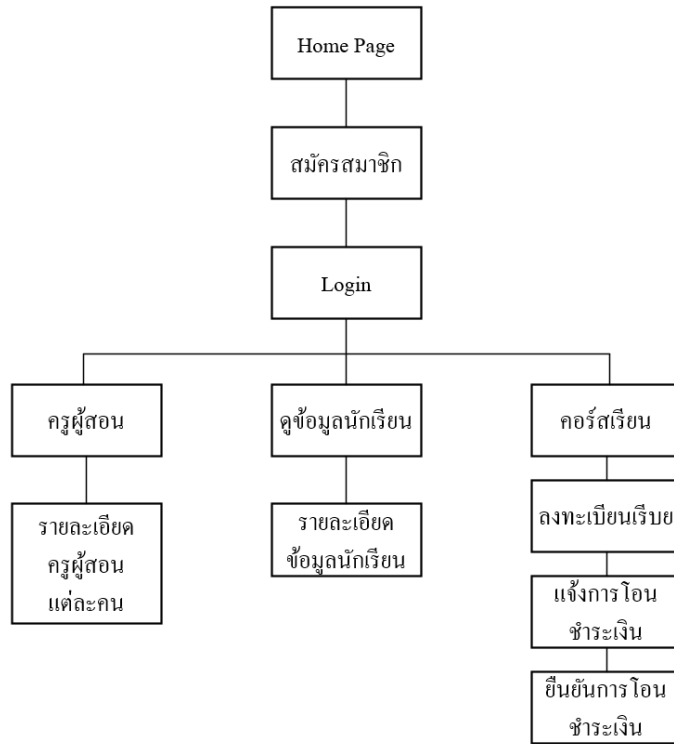 Home Page
สมัครสมาชิก
Login
ครูผู้สอน
ดูข้อมูลนักเรียน
คอร์สเรียน
รายละเอียด
ครูผู้สอน
แต่ละคน
รายละเอียด
ข้อมูลนักเรียน
ลงทะเบียนเรีบย
แจ้งการโอน
ชำระเงิน
ยืนยันการโอน
ชำระเงิน